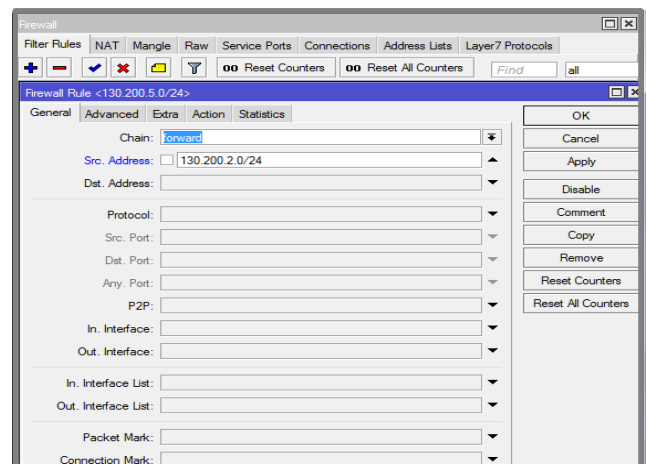 Firewall
Filter Rules NAT Mangle Raw Service Ports Connections Address Lists Layer7 Protocols
00 Reset Counters 00 Reset All Counters Find all
Firewall Rule <130.200.5.0/24>
General Advanced Extra Action Statistics
OK
Chain: forward
Cancel
Src. Address: 130.200.2.0/24
Apply
Dst. Address:
Disable
Protocol:
Comment
Src. Port:
Copy
Dst. Port:
Remove
Any. Port:
Reset Counters
P2P:
Reset All Counters
In. Interface:
Out. Interface:
In. Interface List:
Out. Interface List:
Packet Mark:
Connection Mark: